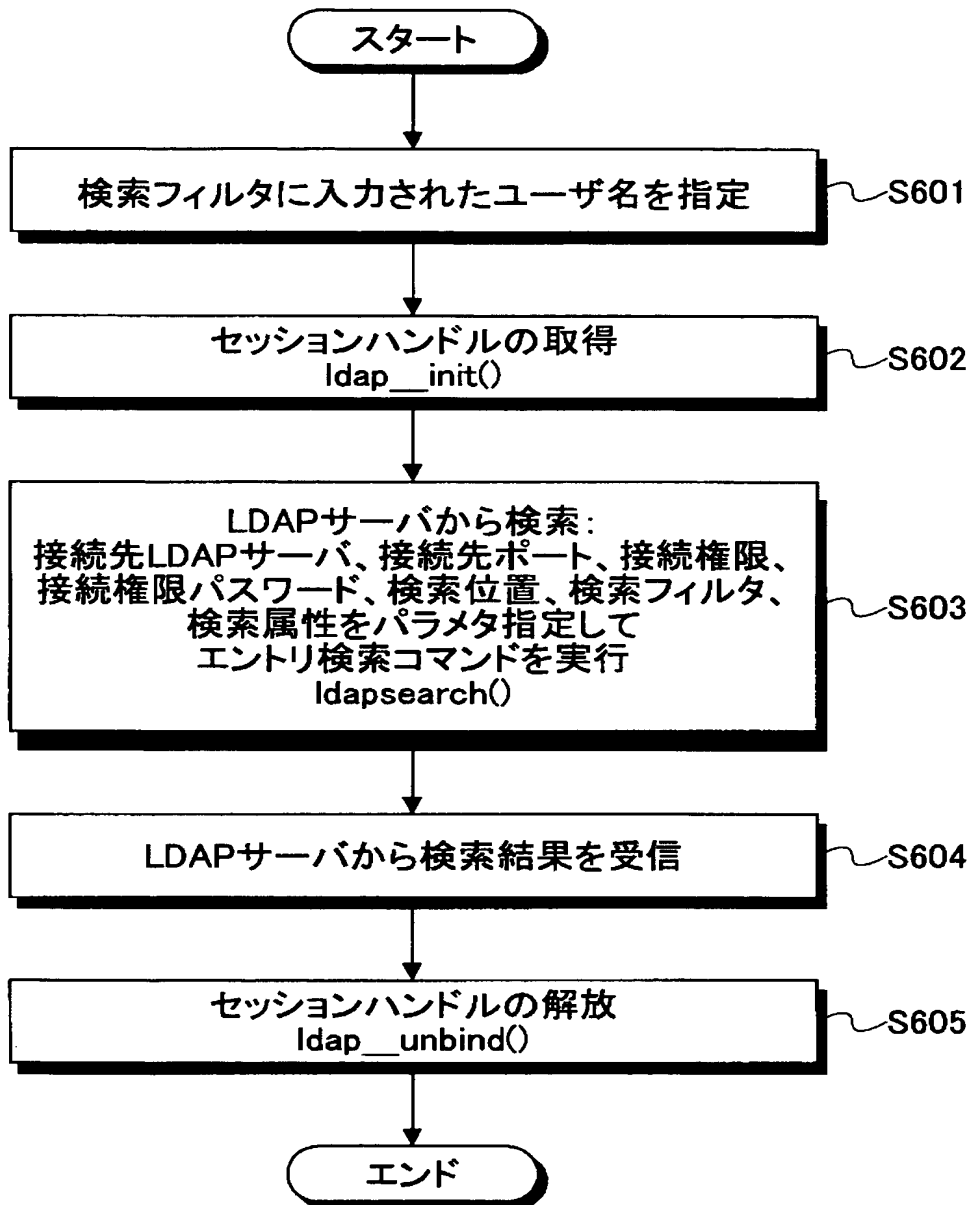 スタート
検索フィルタに入力されたユーザ名を指定
S601
セッションハンドルの取得
ldap__init()
S602
LDAPサーバから検索:
接続先LDAPサーバ、接続先ポート、接続権限、
接続権限パスワード、検索位置、検索フィルタ、
検索属性をパラメタ指定して
エントリ検索コマンドを実行
ldapsearch()
S603
LDAPサーバから検索結果を受信
S604
セッションハンドルの解放
ldap__unbind()
S605
エンド